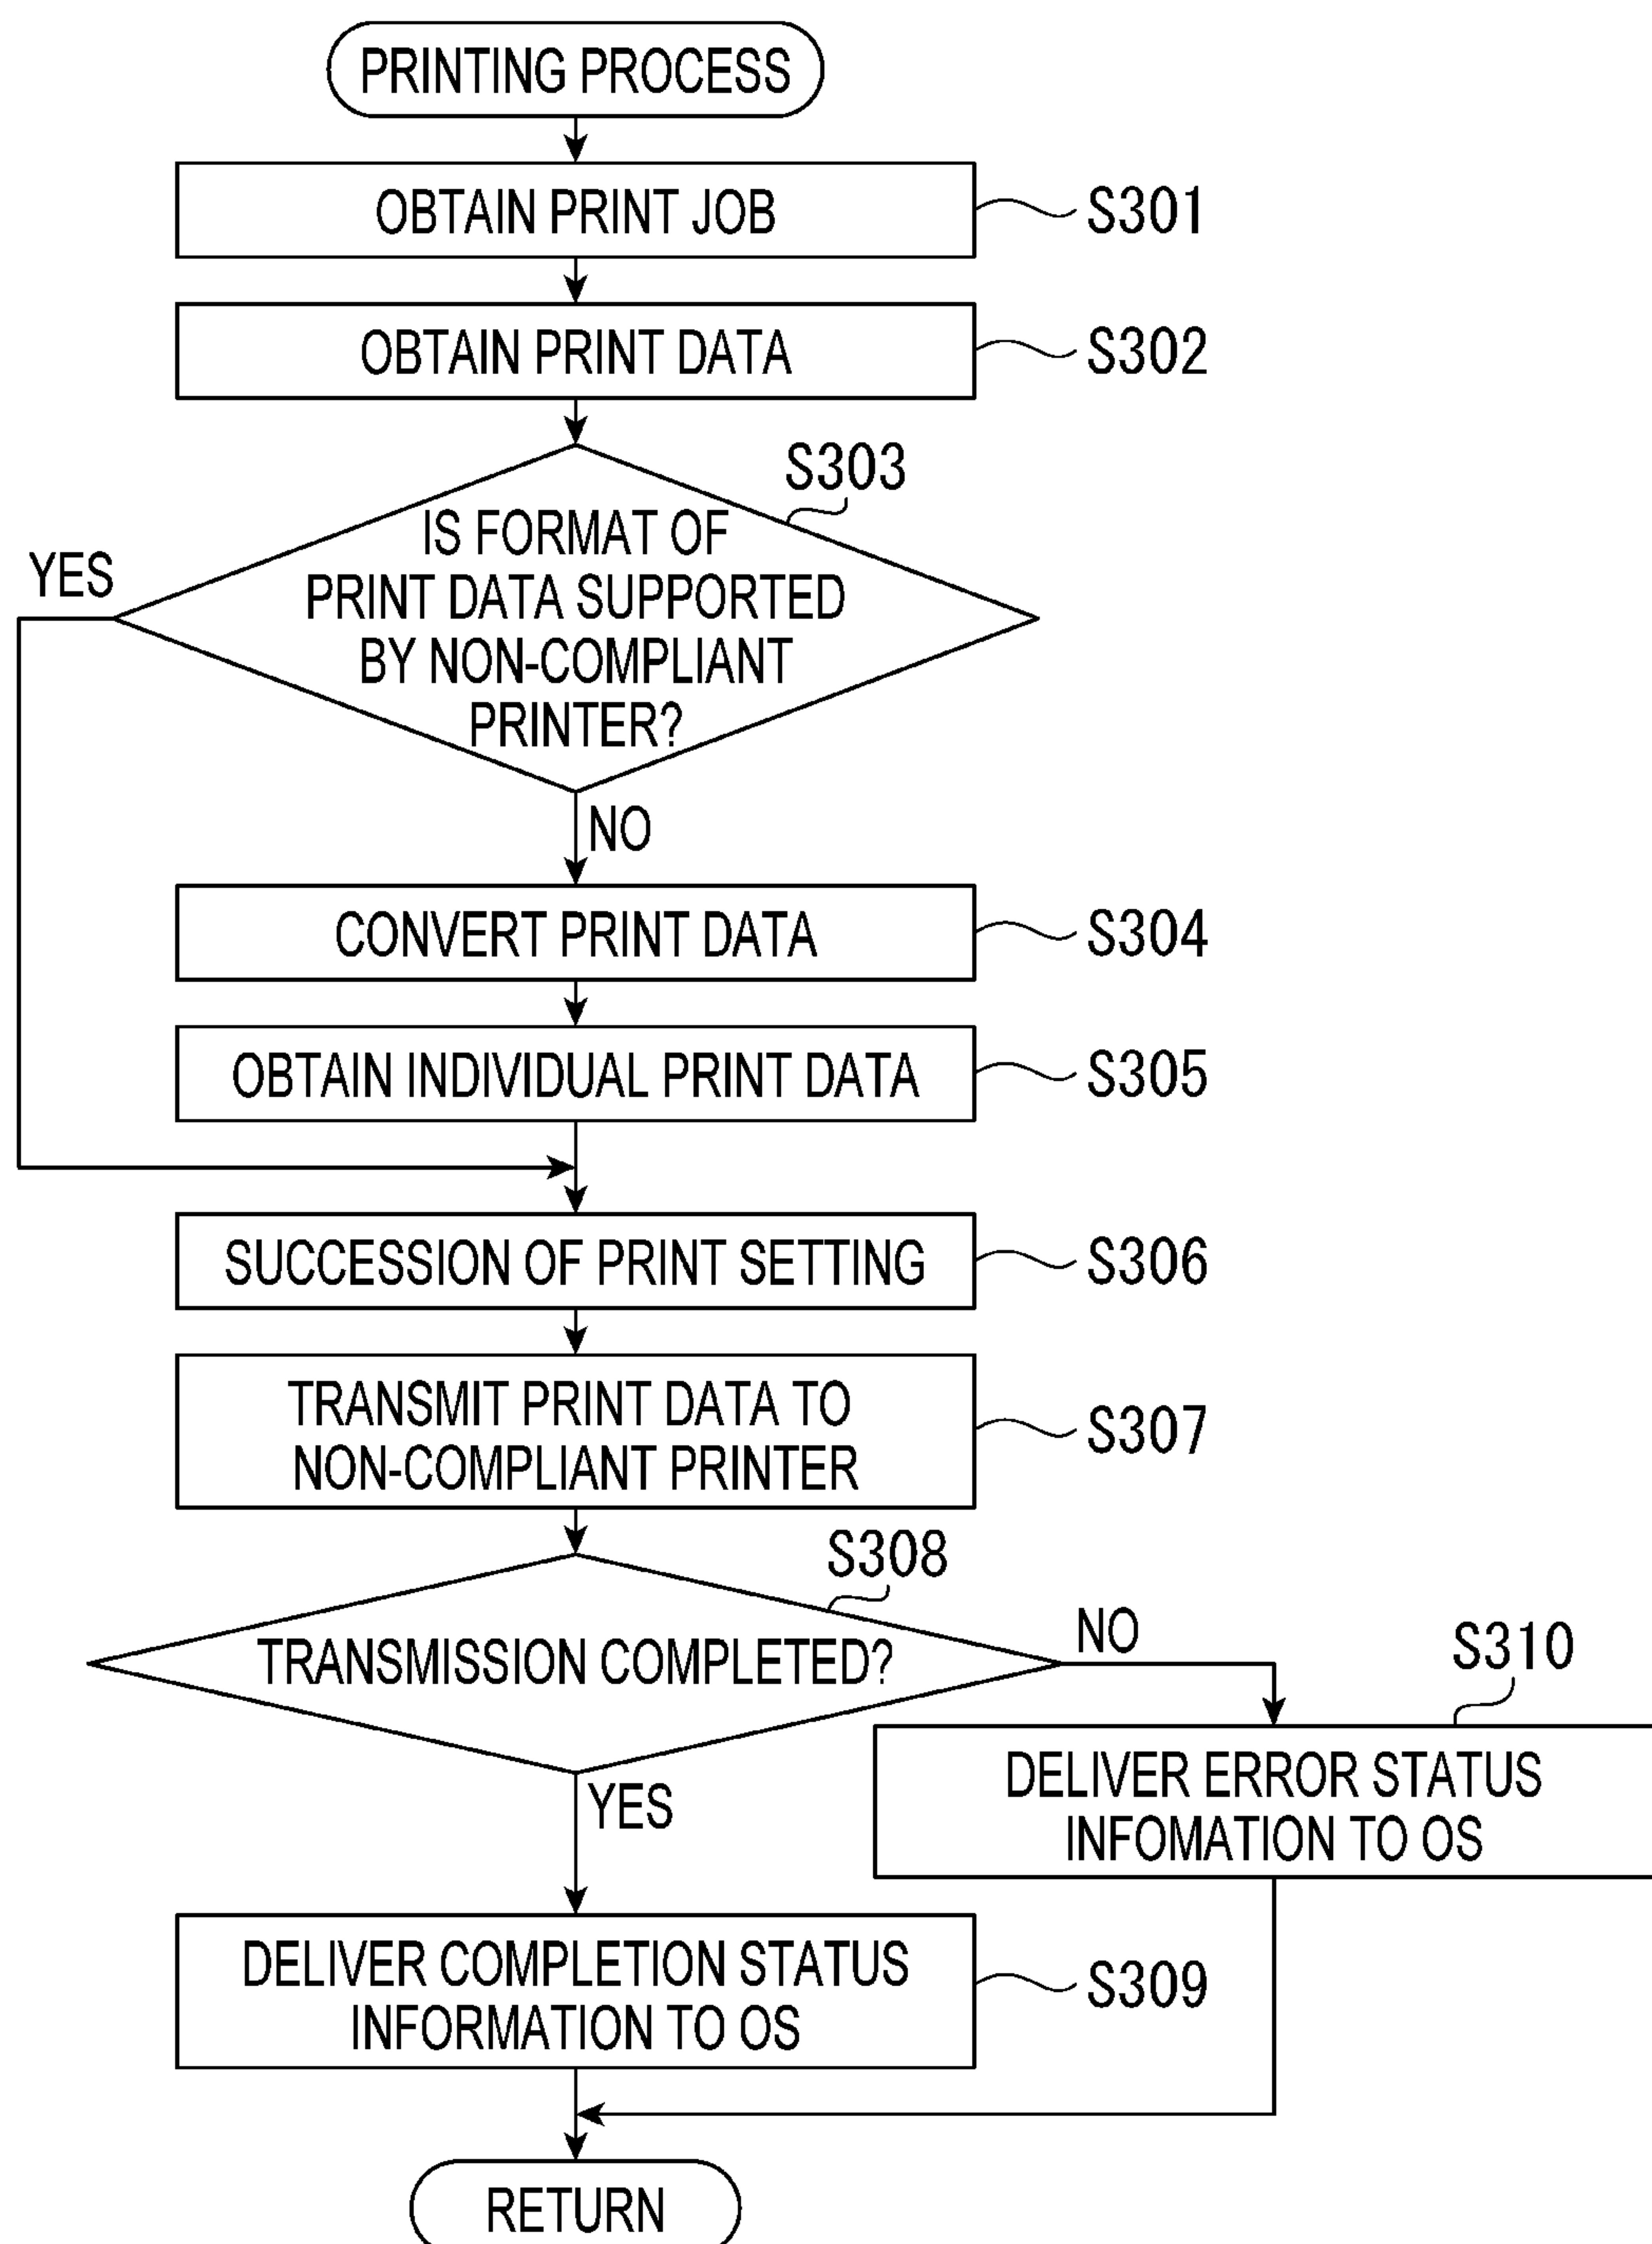 PRINTING PROCESS
OBTAIN PRINT JOB
S301
OBTAIN PRINT DATA
S302
S303
IS FORMAT OF
PRINT DATA SUPPORTED
BY NON-COMPLIANT
PRINTER?
YES
NO
CONVERT PRINT DATA
S304
OBTAIN INDIVIDUAL PRINT DATA
S305
SUCCESSION OF PRINT SETTING
S306
TRANSMIT PRINT DATA TO
NON-COMPLIANT PRINTER
S307
S308
TRANSMISSION COMPLETED?
NO
S310
DELIVER ERROR STATUS
INFOMATION TO OS
YES
DELIVER COMPLETION STATUS
INFORMATION TO OS
S309
RETURN